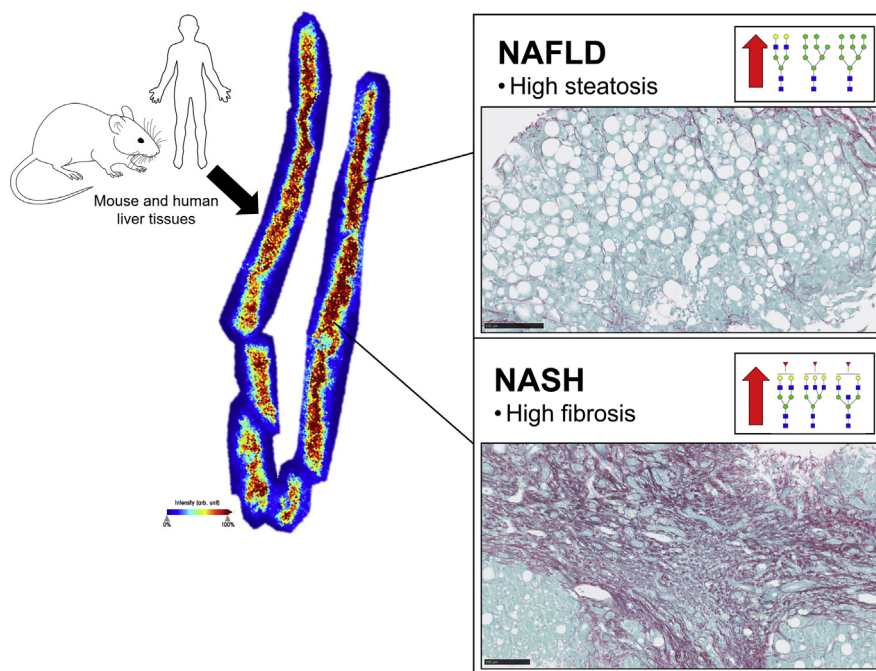 NAFLD
• High steatosis
Mouse and human
liver tissues
NASH
• High fibrosis
Intensity (arb. unit)
0% 100%